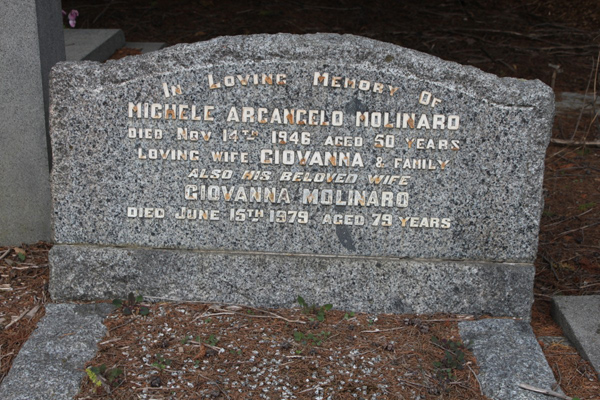 In Loving Memory Of
MICHELE ARCANGELO MOLINARO
DIED NOV 14TH 1946 AGED 50 YEARS
LOVING WIFE GIOVANNA & FAMILY
ALSO HIS BELOVED WIFE
GIOVANNA MOLINARO
DIED JUNE 15TH 1979, AGED 79 YEARS